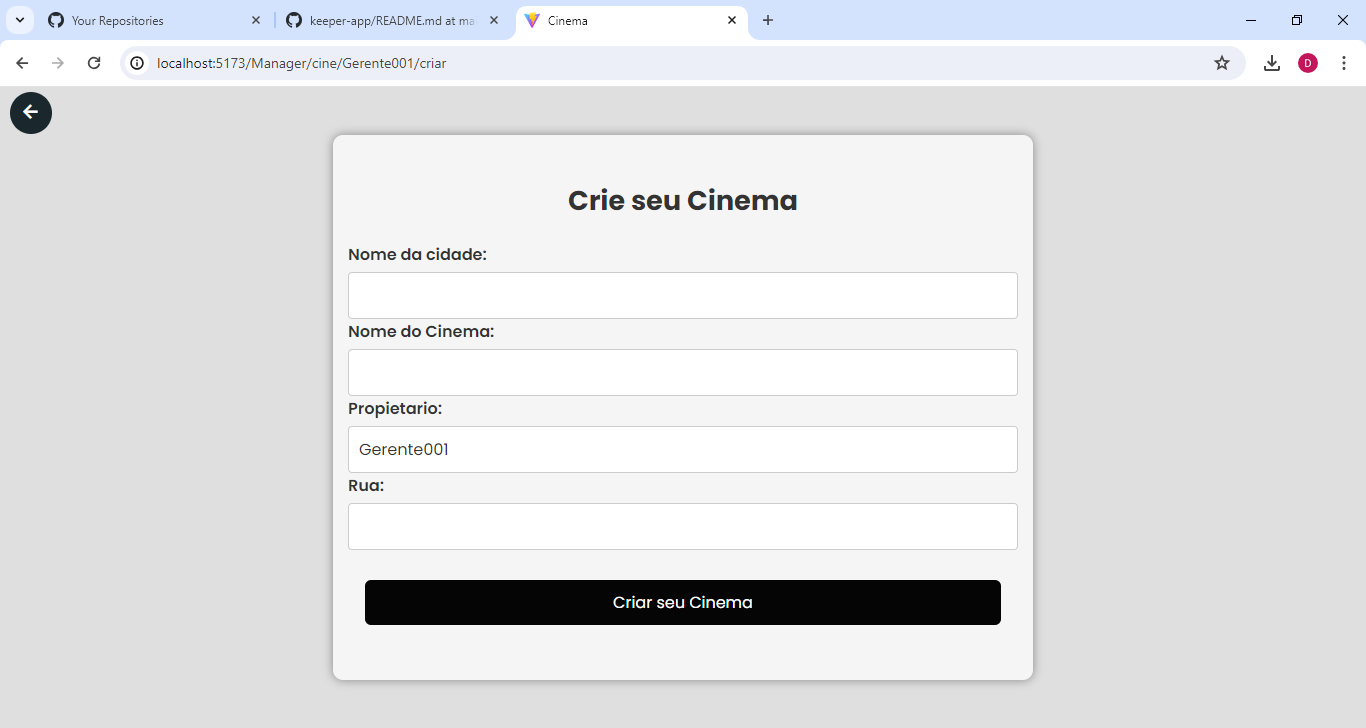 Your Repositories
keeper-app/README.md at ma
Cinema
localhost:5173/Manager/cine/Gerente001/criar
D
Crie seu Cinema
Nome da cidade:
Nome do Cinema:
Propietario:
Gerente001
Rua:
Criar seu Cinema